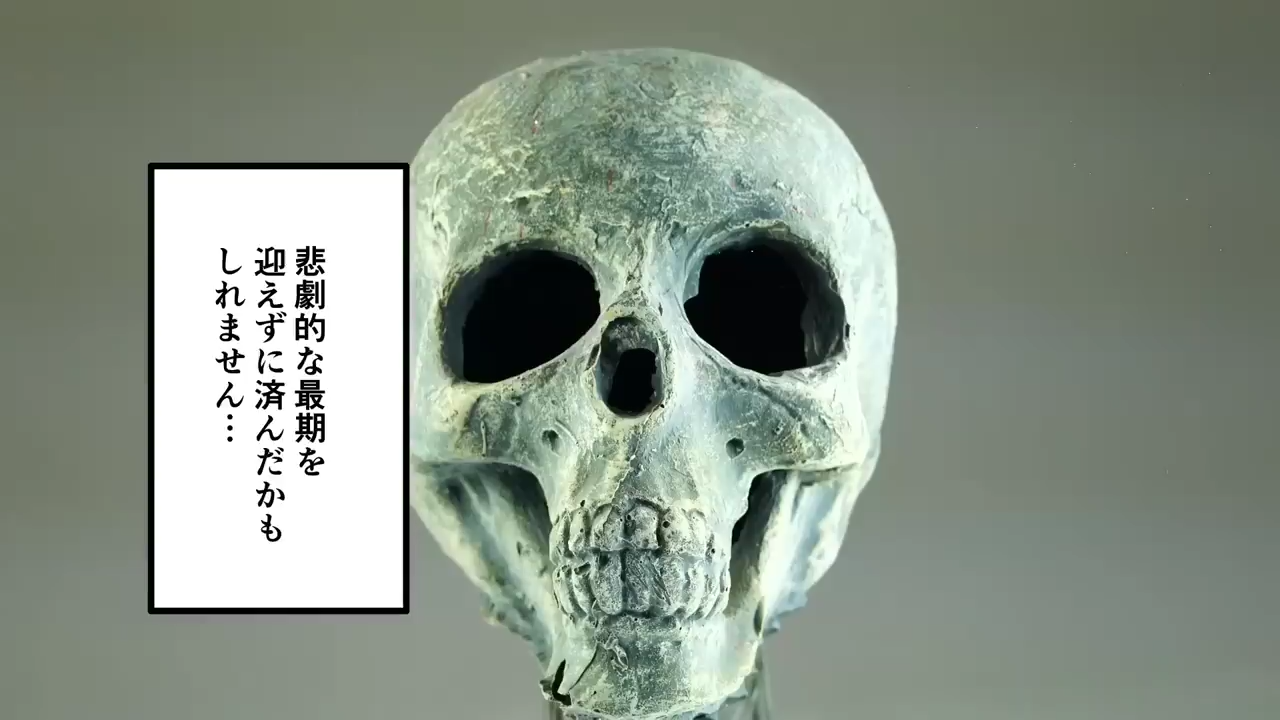 悲劇的な最期を
迎えずに済んだかも
しれません…